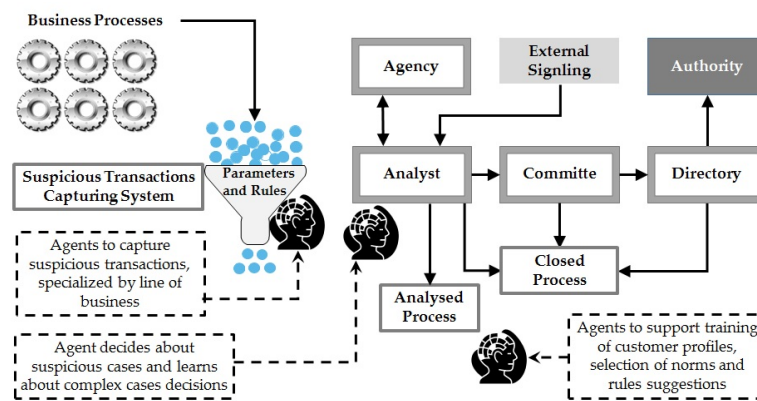 Business Processes
Suspicious Transactions
Capturing System
Parameters
and Rules
Agents to capture
suspicious transactions,
specialized by line of
business
Agent decides about
suspicious cases and learns
about complex cases decisions
Agency
External
Signling
Authority
Analyst
Committe
Directory
Analysed
Process
Closed
Process
Agents to support training
of customer profiles,
selection of norms and
rules suggestions